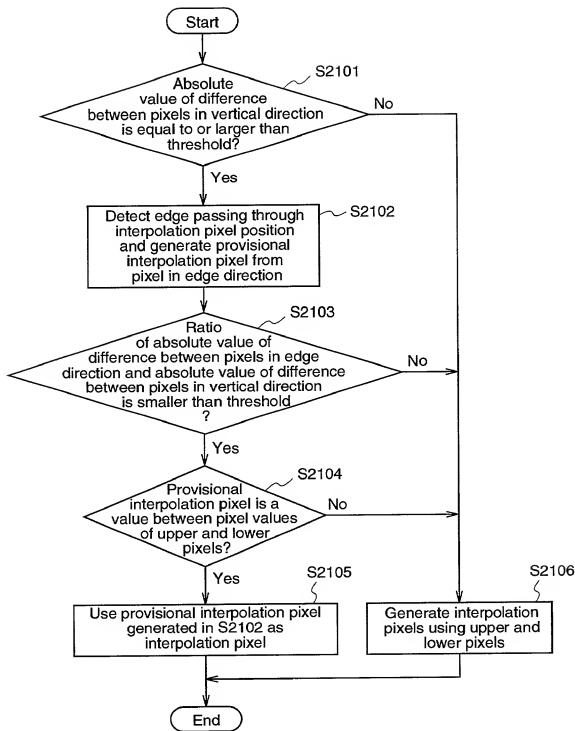 Start
S2101
Absolute
value of difference
between pixels in vertical direction
is equal to or larger than
threshold?
No
Yes
S2102
Detect edge passing through
interpolation pixel position
and generate provisional
interpolation pixel from
pixel in edge direction
S2103
Ratio
of absolute value of
difference between pixels in edge
direction and absolute value of difference
between pixels in vertical direction
is smaller than threshold
?
No
Yes
S2104
Provisional
interpolation pixel is a
value between pixel values
of upper and lower
pixels?
No
Yes
S2105
Use provisional interpolation pixel
generated in S2102 as
interpolation pixel
S2106
Generate interpolation
pixels using upper and
lower pixels
End